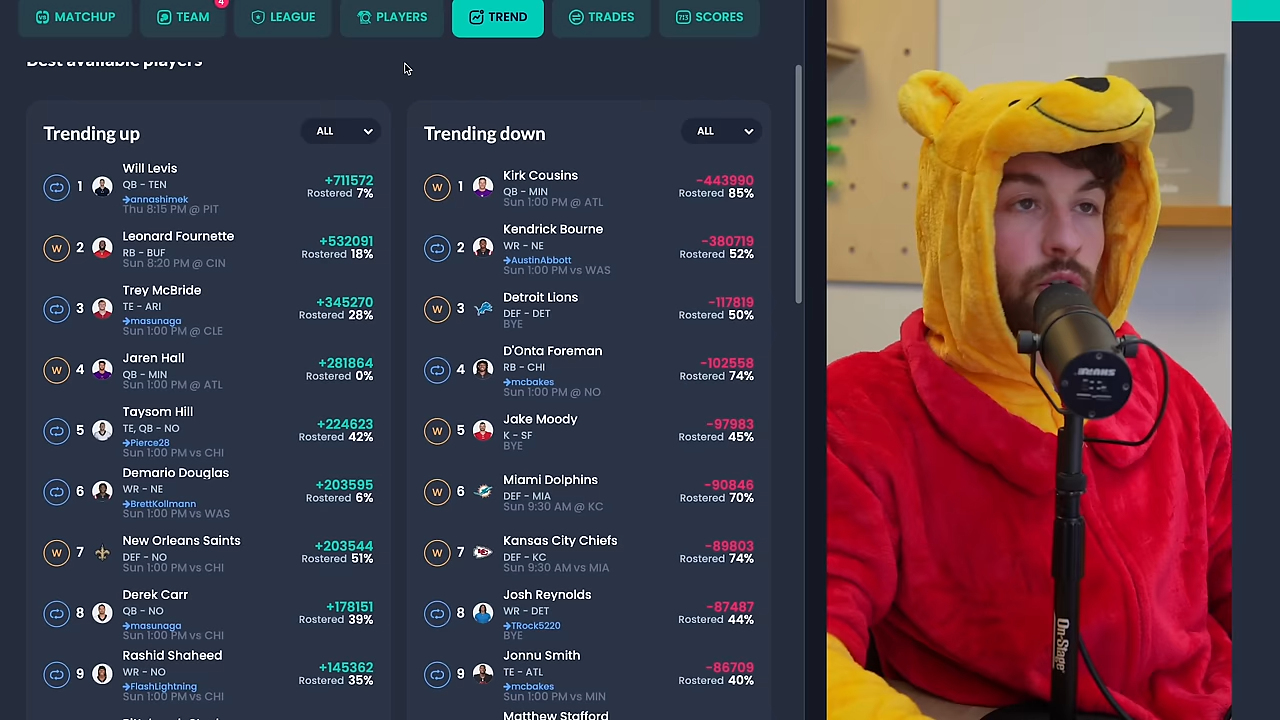 MATCHUP
TEAM
4
LEAGUE
PLAYERS
TREND
TRADES
SCORES
Best available players
Trending up
ALL
1
Will Levis
QB - TEN
annashimek
Thu 8:15 PM @ PIT
+711572
Rostered 7%
W
2
Leonard Fournette
RB - BUF
Sun 8:20 PM @ CIN
+532091
Rostered 18%
3
Trey McBride
TE - ARI
masunaga
Sun 1:00 PM @ CLE
+345270
Rostered 28%
W
4
Jaren Hall
QB - MIN
Sun 1:00 PM @ ATL
+281864
Rostered 0%
5
Taysom Hill
TE, QB - NO
Pierce28
Sun 1:00 PM vs CHI
+224623
Rostered 42%
6
Demario Douglas
WR - NE
BrettKollmann
Sun 1:00 PM vs WAS
+203595
Rostered 6%
W
7
New Orleans Saints
DEF - NO
Sun 1:00 PM vs CHI
+203544
Rostered 51%
8
Derek Carr
QB - NO
masunaga
Sun 1:00 PM vs CHI
+178151
Rostered 39%
9
Rashid Shaheed
WR - NO
FlashLightning
Sun 1:00 PM vs CHI
+145362
Rostered 35%
Trending down
ALL
W
1
Kirk Cousins
QB - MIN
Sun 1:00 PM @ ATL
-443990
Rostered 85%
2
Kendrick Bourne
WR - NE
AustinAbbott
Sun 1:00 PM vs WAS
-380719
Rostered 52%
W
3
Detroit Lions
DEF - DET
BYE
-117819
Rostered 50%
4
D'Onta Foreman
RB - CHI
mcbakes
Sun 1:00 PM @ NO
-102558
Rostered 74%
W
5
Jake Moody
K - SF
BYE
-97983
Rostered 45%
W
6
Miami Dolphins
DEF - MIA
Sun 9:30 AM @ KC
-90846
Rostered 70%
W
7
Kansas City Chiefs
DEF - KC
Sun 9:30 AM vs MIA
-89803
Rostered 74%
8
Josh Reynolds
WR - DET
TRock5220
BYE
-87487
Rostered 44%
9
Jonnu Smith
TE - ATL
mcbakes
Sun 1:00 PM vs MIN
-86709
Rostered 40%
Matthew Stafford
SHURE
On-Stage